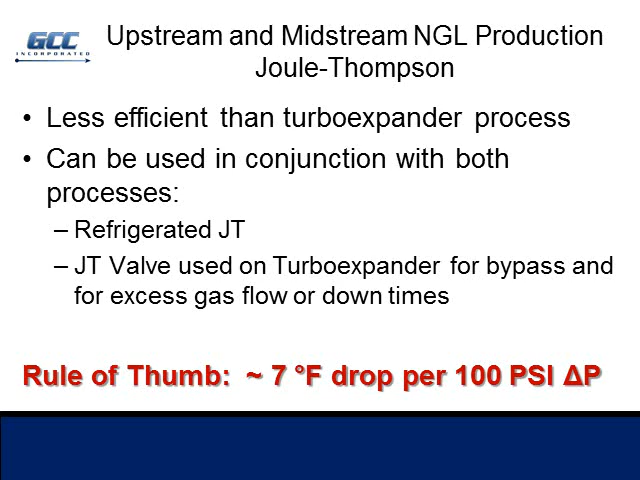 GCC
INCORPORATED
Upstream and Midstream NGL Production
Joule-Thompson
• Less efficient than turboexpander process
• Can be used in conjunction with both
processes:
– Refrigerated JT
– JT Valve used on Turboexpander for bypass and
for excess gas flow or down times
Rule of Thumb: ~ 7 °F drop per 100 PSI ΔP